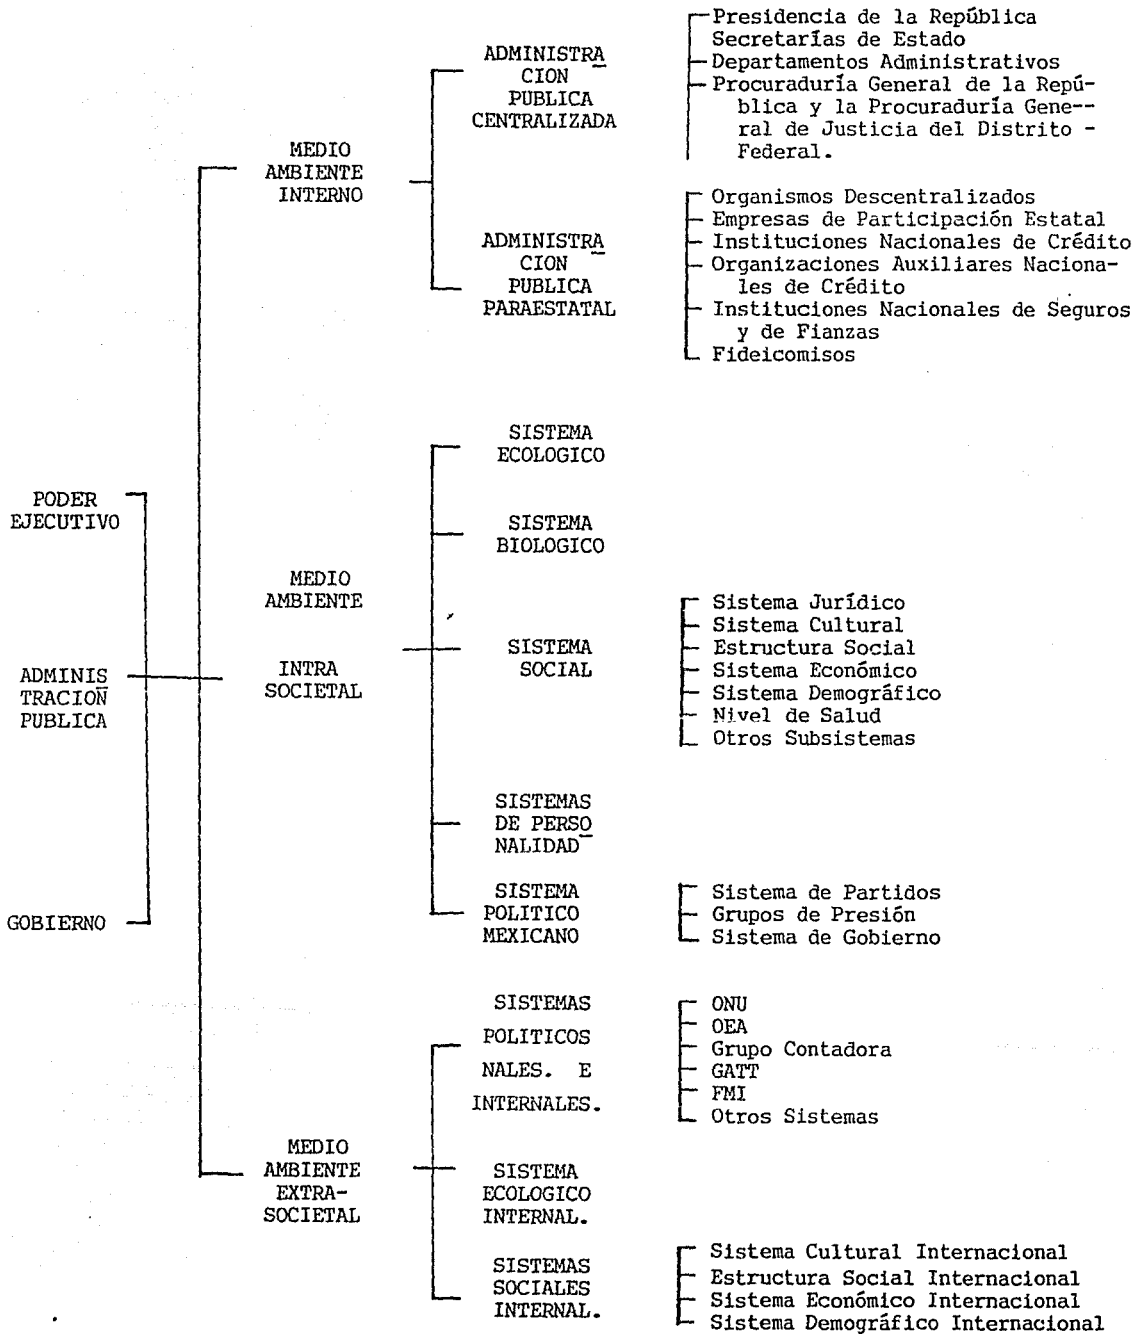 PODER
EJECUTIVO
ADMINIS
TRACION
PUBLICA
GOBIERNO
MEDIO
AMBIENTE
INTERNO
ADMINISTRA
CION
PUBLICA
CENTRALIZADA
Presidencia de la República
Secretarías de Estado
Departamentos Administrativos
Procuraduría General de la Repú-
blica y la Procuraduría Gene--
ral de Justicia del Distrito -
Federal.
ADMINISTRA
CION
PUBLICA
PARAESTATAL
Organismos Descentralizados
Empresas de Participación Estatal
Instituciones Nacionales de Crédito
Organizaciones Auxiliares Naciona-
les de Crédito
Instituciones Nacionales de Seguros
y de Fianzas
Fideicomisos
MEDIO
AMBIENTE
INTRA
SOCIETAL
SISTEMA
ECOLOGICO
SISTEMA
BIOLOGICO
SISTEMA
SOCIAL
Sistema Jurídico
Sistema Cultural
Estructura Social
Sistema Económico
Sistema Demográfico
Nivel de Salud
Otros Subsistemas
SISTEMAS
DE PERSO
NALIDAD
SISTEMA
POLITICO
MEXICANO
Sistema de Partidos
Grupos de Presión
Sistema de Gobierno
MEDIO
AMBIENTE
EXTRA-
SOCIETAL
SISTEMAS
POLITICOS
NALES. E
INTERNALES.
ONU
OEA
Grupo Contadora
GATT
FMI
Otros Sistemas
SISTEMA
ECOLOGICO
INTERNAL.
SISTEMAS
SOCIALES
INTERNAL.
Sistema Cultural Internacional
Estructura Social Internacional
Sistema Económico Internacional
Sistema Demográfico Internacional